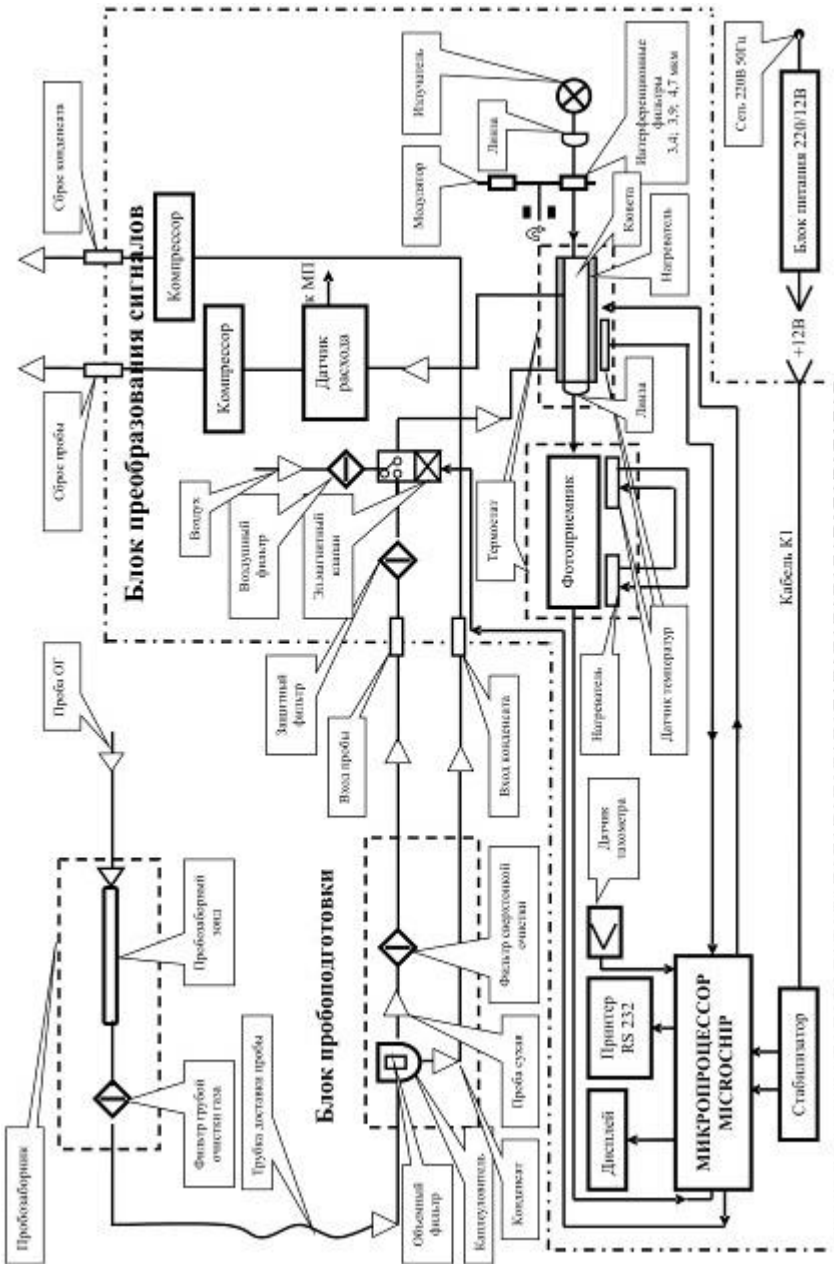 Пробозаборник
Фильтр грубой
очистки газа
Пробозаборный
зонд
Проба ОГ
Трубка доставки пробы
Блок пробоподготовки
Объемный
фильтр
Каплеуловитель
Конденсат
Проба сухая
Фильтр сверхтонкой
очистки
Вход пробы
Вход конденсата
Защитный
фильтр
Блок преобразования сигналов
Сброс пробы
Сброс конденсата
Воздух
Воздушный
фильтр
Эл.магнитный
клапан
Компрессор
Компрессор
Датчик
расхода
к МП
Термостат
Фотоприемник
Нагреватель
Датчик температур
Линза
Модулятор
Линза
Излучатель
Интерференционные
фильтры
3,4; 3,9; 4,7 мкм
Кювета
Нагреватель
Дисплей
Принтер
RS 232
Датчик
тахометра
МИКРОПРОЦЕССОР
MICROCHIP
Стабилизатор
Кабель К1
+12В
Блок питания 220/12В
Сеть 220В 50Гц